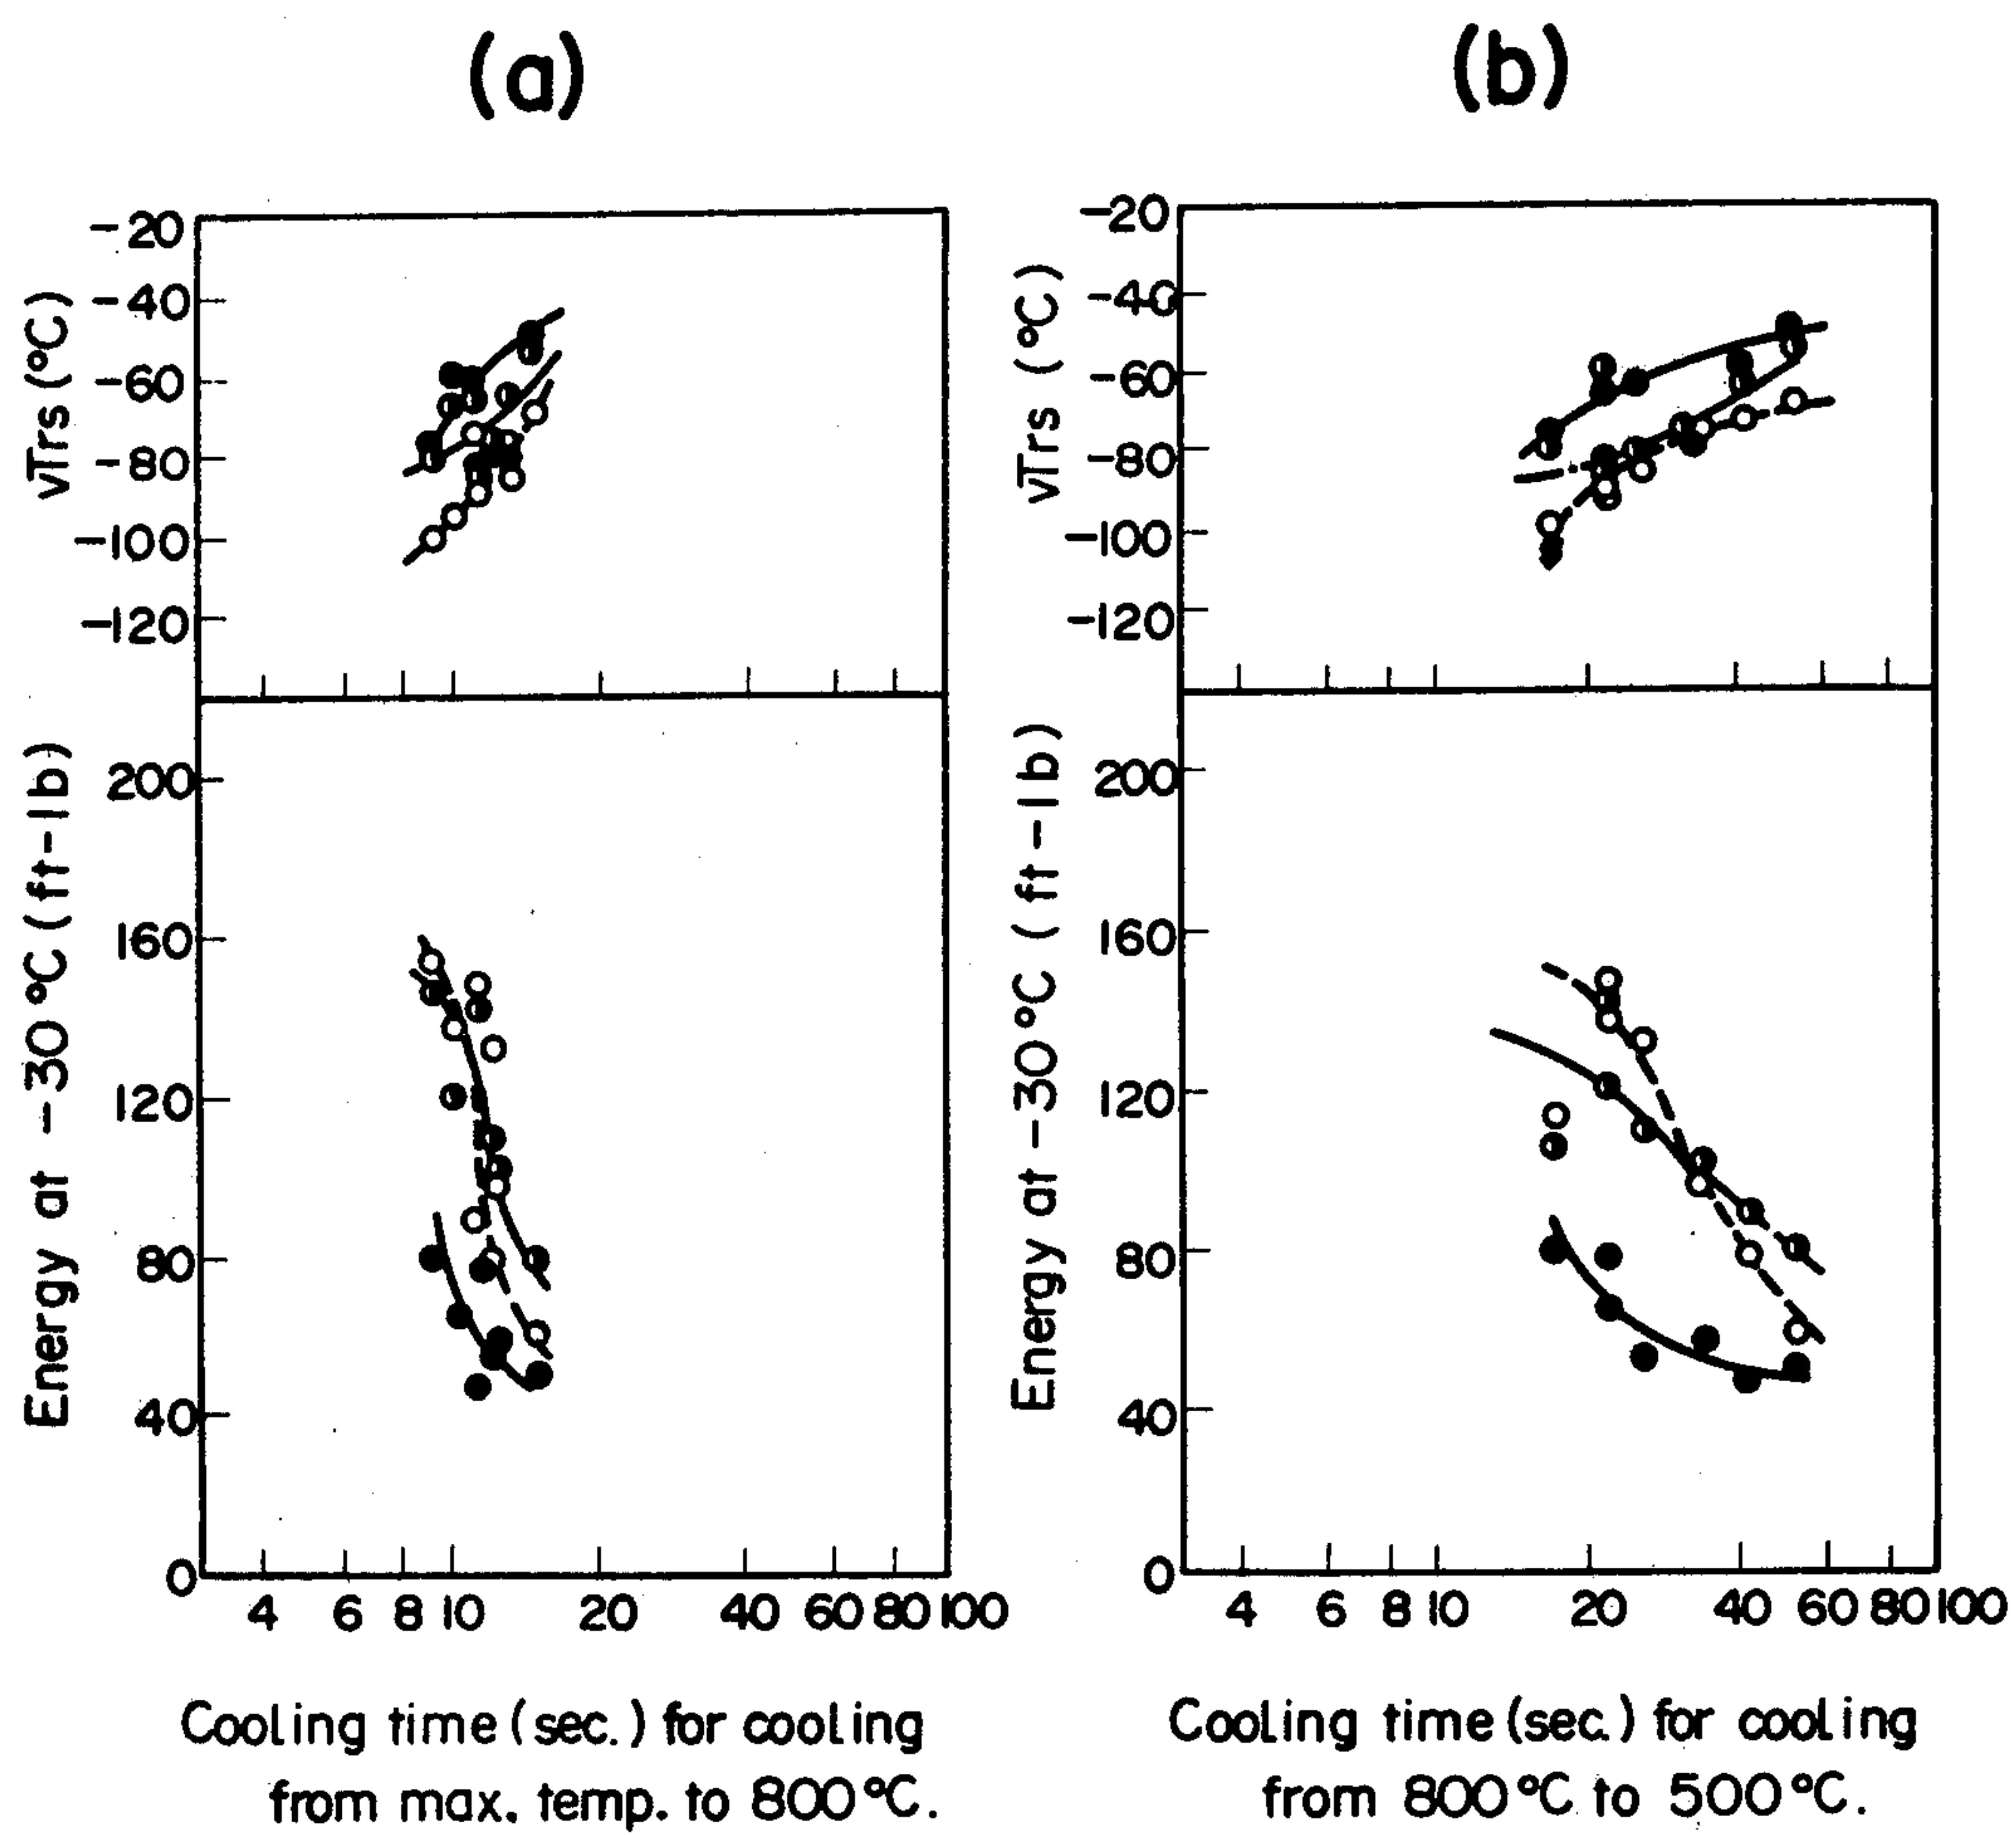 (a)
(b)
-20
-40
-60
-80
-100
-120
vTrs (°C)
200
160
120
80
40
0
Energy at -30°C (ft-lb)
4 6 8 10 20 40 60 80 100
Cooling time (sec.) for cooling
from max. temp. to 800°C.
-20
-40
-60
-80
-100
-120
vTrs (°C)
200
160
120
80
40
0
Energy at -30°C (ft-lb)
4 6 8 10 20 40 60 80 100
Cooling time (sec.) for cooling
from 800°C to 500°C.